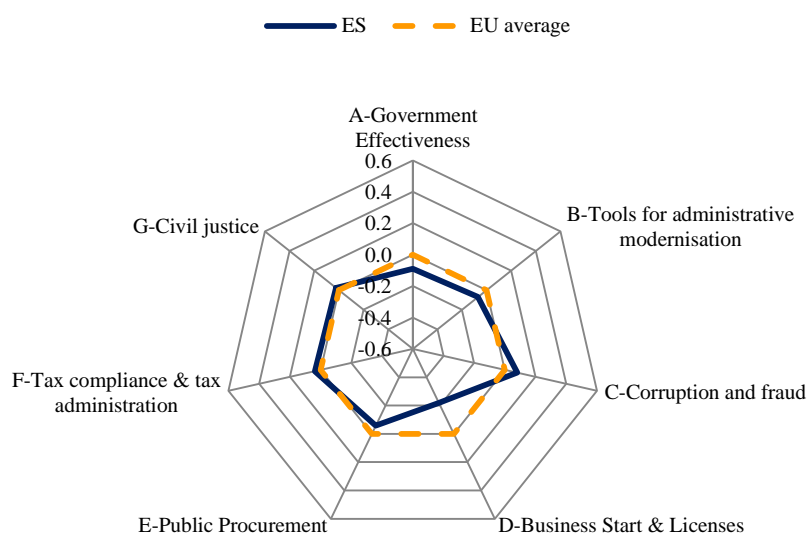 ES
EU average
A-Government
Effectiveness
0.6
0.4
0.2
0.0
-0.2
-0.4
-0.6
B-Tools for administrative
modernisation
C-Corruption and fraud
D-Business Start & Licenses
E-Public Procurement
F-Tax compliance & tax
administration
G-Civil justice